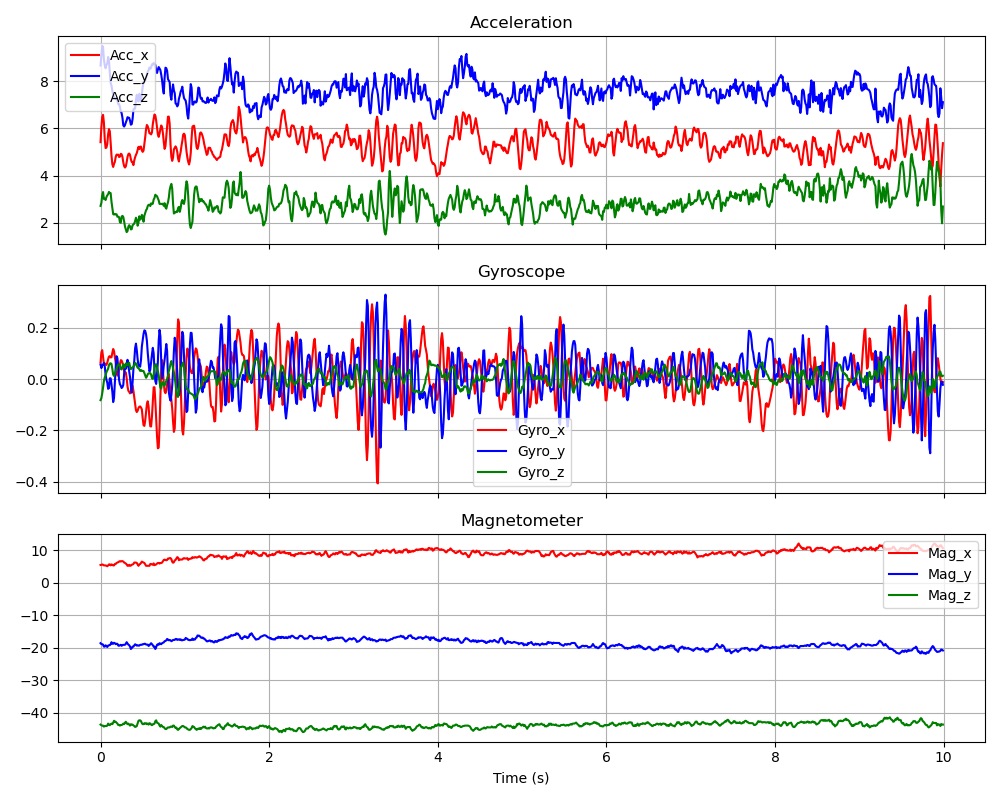 Acceleration
Acc_x
Acc_y
Acc_z
8
6
4
2
Gyroscope
0.2
0.0
−0.2
−0.4
Gyro_x
Gyro_y
Gyro_z
Magnetometer
10
0
−10
−20
−30
−40
Mag_x
Mag_y
Mag_z
0 2 4 6 8 10
Time (s)